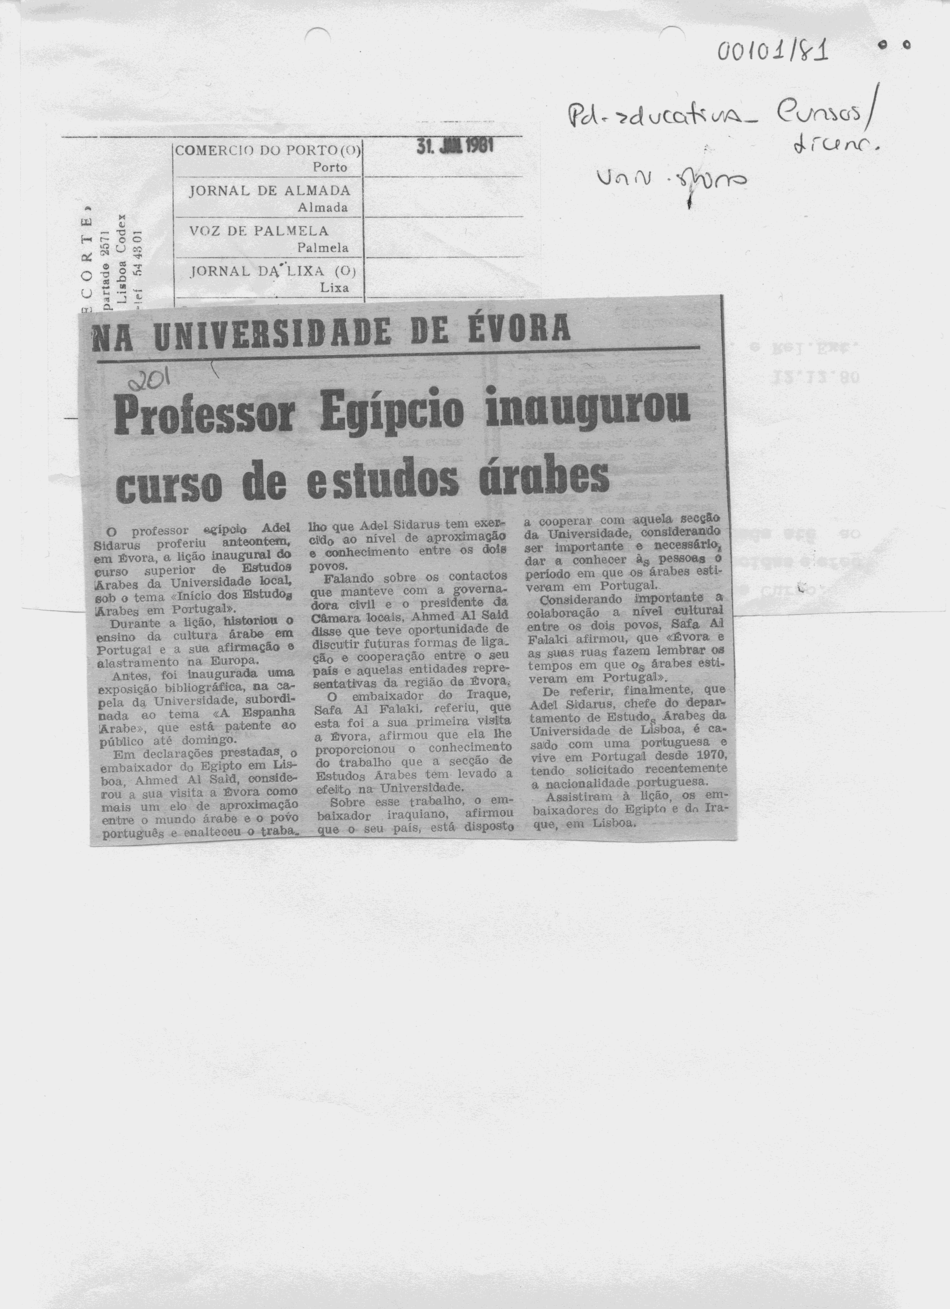 00101/81
Cursos/
Licenc.
31. JAN. 1981
COMERCIO DO PORTO (O)
Porto
JORNAL DE ALMADA
Almada
VOZ DE PALMELA
Palmela
JORNAL DA LIXA (O)
Lixa
ECORTE»
partado 2571
Lisboa Codex
54 43 01
NA UNIVERSIDADE DE ÉVORA
201
Professor Egípcio inaugurou
curso de estudos árabes
O professor egípcio Adel
Sidarus proferiu anteontem,
em Évora, a lição inaugural do
curso superior de Estudos
Árabes da Universidade local,
sob o tema «Início dos Estudos
Árabes em Portugal».
Durante a lição, historiou o
ensino da cultura árabe em
Portugal e a sua afirmação e
alastramento na Europa.
Antes, foi inaugurada uma
exposição bibliográfica, na ca-
pela da Universidade, subordi-
nada ao tema «A Espanha
Árabe», que está patente ao
público até domingo.
Em declarações prestadas, o
embaixador do Egipto em Lis-
boa, Ahmed Al Said, conside-
rou a sua visita a Évora como
mais um elo de aproximação
entre o mundo árabe e o povo
português e enalteceu o traba-
lho que Adel Sidarus tem exer-
cido ao nível de aproximação
e conhecimento entre os dois
povos.
Falando sobre os contactos
que manteve com a governa-
dora civil e o presidente da
Câmara locais, Ahmed Al Said
disse que teve oportunidade de
discutir futuras formas de liga-
ção e cooperação entre o seu
país e aquelas entidades repre-
sentativas da região de Évora.
O embaixador do Iraque,
Safa Al Falaki, referiu, que
esta foi a sua primeira visita
a Évora, afirmou que ela lhe
proporcionou o conhecimento
do trabalho que a secção de
Estudos Árabes tem levado a
efeito na Universidade.
Sobre esse trabalho, o em-
baixador iraquiano, afirmou
que o seu país, está disposto
a cooperar com aquela secção
da Universidade, considerando
ser importante e necessário,
dar a conhecer às pessoas o
período em que os árabes esti-
veram em Portugal.
Considerando importante a
colaboração a nível cultural
entre os dois povos, Safa Al
Falaki afirmou, que «Évora e
as suas ruas fazem lembrar os
tempos em que os árabes esti-
veram em Portugal».
De referir, finalmente, que
Adel Sidarus, chefe do depar-
tamento de Estudos Árabes da
Universidade de Lisboa, é ca-
sado com uma portuguesa e
vive em Portugal desde 1970,
tendo solicitado recentemente
a nacionalidade portuguesa.
Assistiram à lição, os em-
baixadores do Egipto e do Ira-
que, em Lisboa.